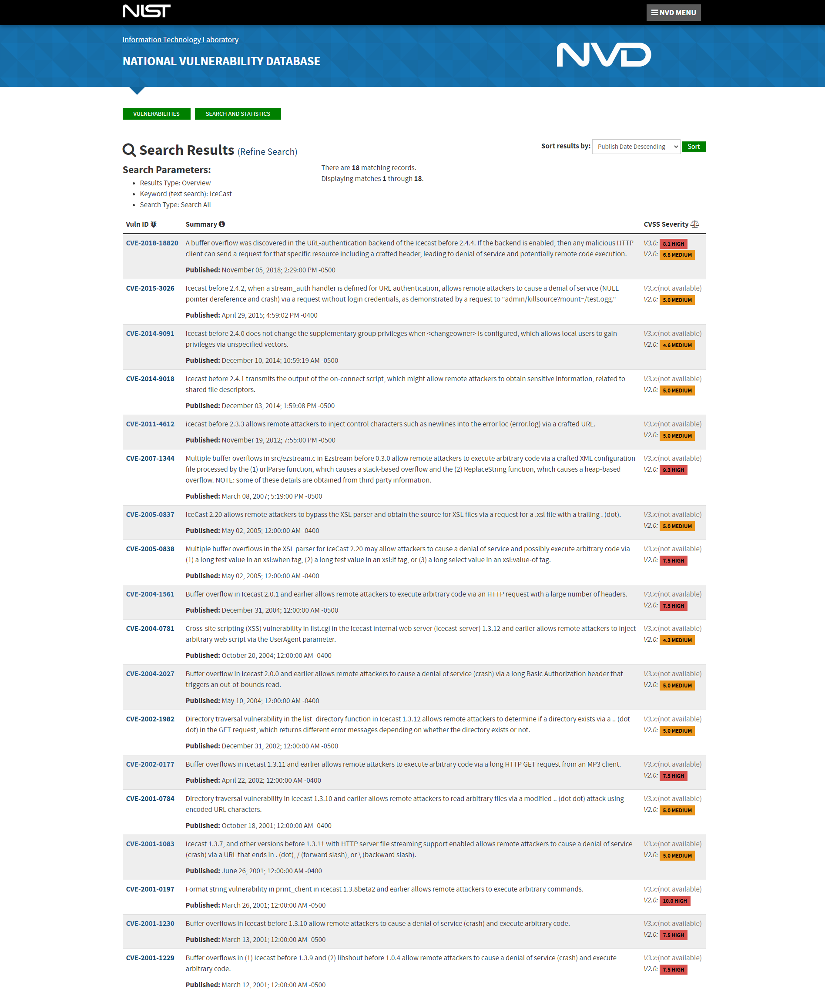 NIST
NVD MENU
Information Technology Laboratory
NATIONAL VULNERABILITY DATABASE
NVD
VULNERABILITIES
SEARCH AND STATISTICS
Search Results (Refine Search)
Sort results by: Publish Date Descending Sort
Search Parameters:
• Results Type: Overview
• Keyword (text search): IceCast
• Search Type: Search All
There are 18 matching records.
Displaying matches 1 through 18.
Vuln ID Summary CVSS Severity
CVE-2018-18820 A buffer overflow was discovered in the URL-authentication backend of the Icecast before 2.4.4. If the backend is enabled, then any malicious HTTP V3.0: 8.1 HIGH
client can send a request for that specific resource including a crafted header, leading to denial of service and potentially remote code execution. V2.0: 6.8 MEDIUM
Published: November 05, 2018; 2:29:00 PM -0500
CVE-2015-3026 Icecast before 2.4.2, when a stream_auth handler is defined for URL authentication, allows remote attackers to cause a denial of service (NULL V3.x:(not available)
pointer dereference and crash) via a request without login credentials, as demonstrated by a request to "admin/killsource?mount=/test.ogg." V2.0: 5.0 MEDIUM
Published: April 29, 2015; 4:59:02 PM -0400
CVE-2014-9091 Icecast before 2.4.0 does not change the supplementary group privileges when <changeowner> is configured, which allows local users to gain V3.x:(not available)
privileges via unspecified vectors. V2.0: 4.6 MEDIUM
Published: December 10, 2014; 10:59:19 AM -0500
CVE-2014-9018 Icecast before 2.4.1 transmits the output of the on-connect script, which might allow remote attackers to obtain sensitive information, related to V3.x:(not available)
shared file descriptors. V2.0: 5.0 MEDIUM
Published: December 03, 2014; 1:59:08 PM -0500
CVE-2011-4612 icecast before 2.3.3 allows remote attackers to inject control characters such as newlines into the error loc (error.log) via a crafted URL. V3.x:(not available)
V2.0: 5.0 MEDIUM
Published: November 19, 2012; 7:55:00 PM -0500
CVE-2007-1344 Multiple buffer overflows in src/ezstream.c in Ezstream before 0.3.0 allow remote attackers to execute arbitrary code via a crafted XML configuration V3.x:(not available)
file processed by the (1) urlParse function, which causes a stack-based overflow and the (2) ReplaceString function, which causes a heap-based V2.0: 9.3 HIGH
overflow. NOTE: some of these details are obtained from third party information.
Published: March 08, 2007; 5:19:00 PM -0500
CVE-2005-0837 IceCast 2.20 allows remote attackers to bypass the XSL parser and obtain the source for XSL files via a request for a .xsl file with a trailing . (dot). V3.x:(not available)
V2.0: 5.0 MEDIUM
Published: May 02, 2005; 12:00:00 AM -0400
CVE-2005-0838 Multiple buffer overflows in the XSL parser for IceCast 2.20 may allow attackers to cause a denial of service and possibly execute arbitrary code via V3.x:(not available)
(1) a long test value in an xsl:when tag, (2) a long test value in an xsl:if tag, or (3) a long select value in an xsl:value-of tag. V2.0: 7.5 HIGH
Published: May 02, 2005; 12:00:00 AM -0400
CVE-2004-1561 Buffer overflow in Icecast 2.0.1 and earlier allows remote attackers to execute arbitrary code via an HTTP request with a large number of headers. V3.x:(not available)
V2.0: 7.5 HIGH
Published: December 31, 2004; 12:00:00 AM -0500
CVE-2004-0781 Cross-site scripting (XSS) vulnerability in list.cgi in the Icecast internal web server (icecast-server) 1.3.12 and earlier allows remote attackers to inject V3.x:(not available)
arbitrary web script via the UserAgent parameter. V2.0: 4.3 MEDIUM
Published: October 20, 2004; 12:00:00 AM -0400
CVE-2004-2027 Buffer overflow in Icecast 2.0.0 and earlier allows remote attackers to cause a denial of service (crash) via a long Basic Authorization header that V3.x:(not available)
triggers an out-of-bounds read. V2.0: 5.0 MEDIUM
Published: May 10, 2004; 12:00:00 AM -0400
CVE-2002-1982 Directory traversal vulnerability in the list_directory function in Icecast 1.3.12 allows remote attackers to determine if a directory exists via a .. (dot V3.x:(not available)
dot) in the GET request, which returns different error messages depending on whether the directory exists or not. V2.0: 5.0 MEDIUM
Published: December 31, 2002; 12:00:00 AM -0500
CVE-2002-0177 Buffer overflows in icecast 1.3.11 and earlier allows remote attackers to execute arbitrary code via a long HTTP GET request from an MP3 client. V3.x:(not available)
V2.0: 7.5 HIGH
Published: April 22, 2002; 12:00:00 AM -0400
CVE-2001-0784 Directory traversal vulnerability in Icecast 1.3.10 and earlier allows remote attackers to read arbitrary files via a modified .. (dot dot) attack using V3.x:(not available)
encoded URL characters. V2.0: 5.0 MEDIUM
Published: October 18, 2001; 12:00:00 AM -0400
CVE-2001-1083 Icecast 1.3.7, and other versions before 1.3.11 with HTTP server file streaming support enabled allows remote attackers to cause a denial of service V3.x:(not available)
(crash) via a URL that ends in . (dot), / (forward slash), or \ (backward slash). V2.0: 5.0 MEDIUM
Published: June 26, 2001; 12:00:00 AM -0400
CVE-2001-0197 Format string vulnerability in print_client in icecast 1.3.8beta2 and earlier allows remote attackers to execute arbitrary commands. V3.x:(not available)
V2.0: 10.0 HIGH
Published: March 26, 2001; 12:00:00 AM -0500
CVE-2001-1230 Buffer overflows in Icecast before 1.3.10 allow remote attackers to cause a denial of service (crash) and execute arbitrary code. V3.x:(not available)
V2.0: 7.5 HIGH
Published: March 13, 2001; 12:00:00 AM -0500
CVE-2001-1229 Buffer overflows in (1) Icecast before 1.3.9 and (2) libshout before 1.0.4 allow remote attackers to cause a denial of service (crash) and execute V3.x:(not available)
arbitrary code. V2.0: 7.5 HIGH
Published: March 12, 2001; 12:00:00 AM -0500